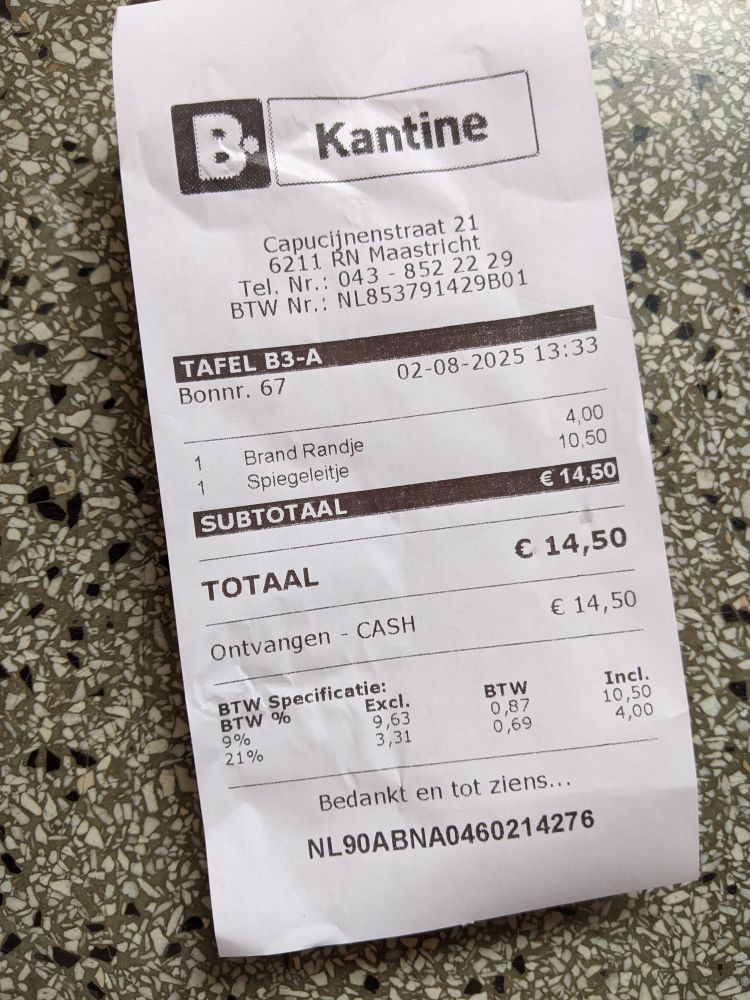 B. Kantine
Capucijnenstraat 21
6211 RN Maastricht
Tel. Nr.: 043 - 852 22 29
BTW Nr.: NL853791429B01
TAFEL B3-A
Bonnr. 67 02-08-2025 13:33
1 Brand Randje 4,00
1 Spiegeleitje 10,50
SUBTOTAAL € 14,50
TOTAAL € 14,50
Ontvangen - CASH € 14,50
BTW Specificatie:
BTW % Excl. BTW Incl.
9% 9,63 0,87 10,50
21% 3,31 0,69 4,00
Bedankt en tot ziens...
NL90ABNA0460214276